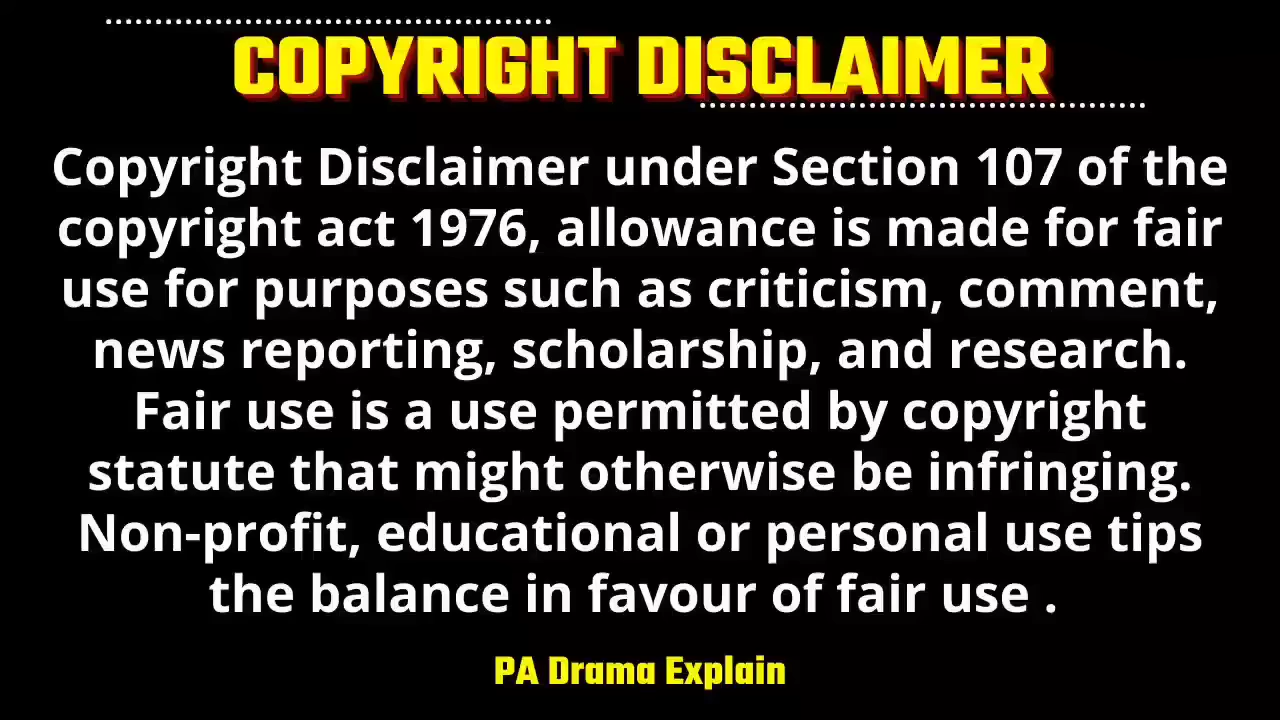 COPYRIGHT DISCLAIMER
Copyright Disclaimer under Section 107 of the
copyright act 1976, allowance is made for fair
use for purposes such as criticism, comment,
news reporting, scholarship, and research.
Fair use is a use permitted by copyright
statute that might otherwise be infringing.
Non-profit, educational or personal use tips
the balance in favour of fair use .
PA Drama Explain